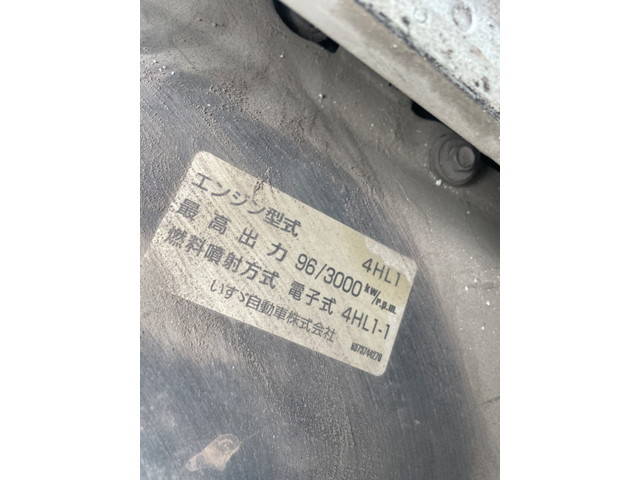 エンジン型式 4HL1
最高出力 96/3000 kw/r.p.m.
燃料噴射方式 電子式 4HL1-1
いすゞ自動車株式会社